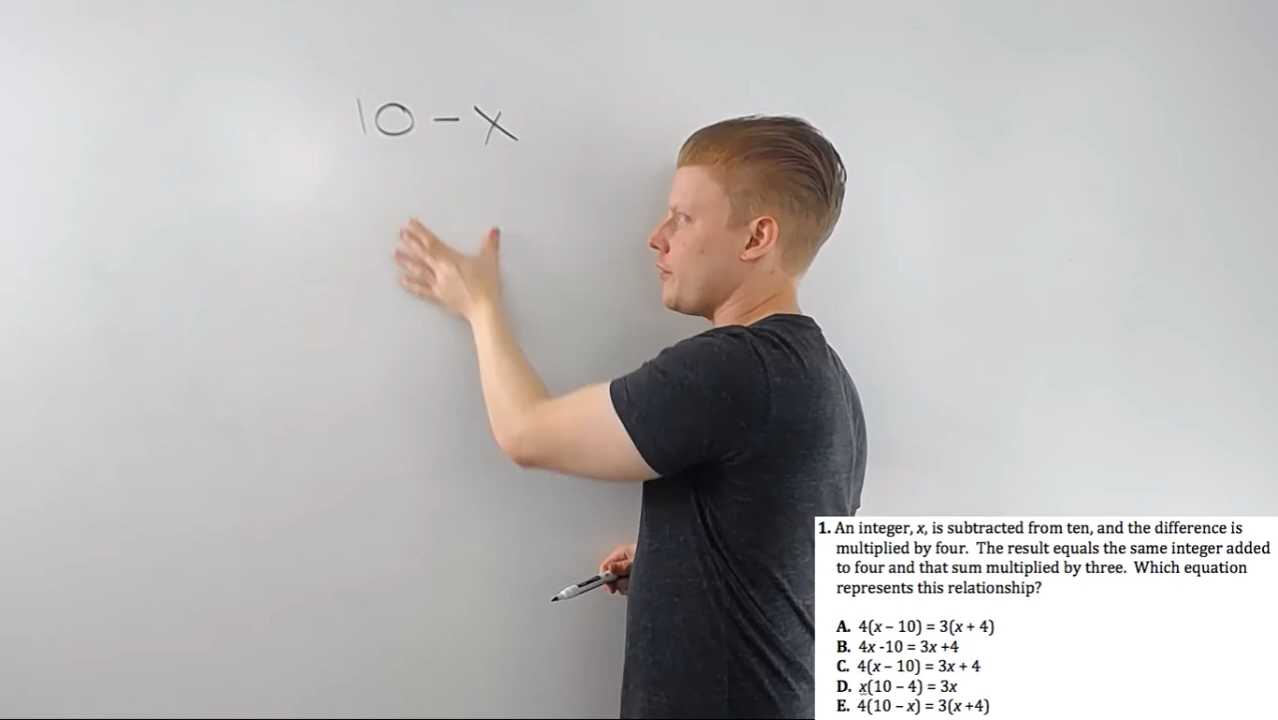 10 - x
1. An integer, x, is subtracted from ten, and the difference is
multiplied by four. The result equals the same integer added
to four and that sum multiplied by three. Which equation
represents this relationship?
A. 4(x – 10) = 3(x + 4)
B. 4x -10 = 3x +4
C. 4(x – 10) = 3x + 4
D. x(10 – 4) = 3x
E. 4(10 – x) = 3(x +4)